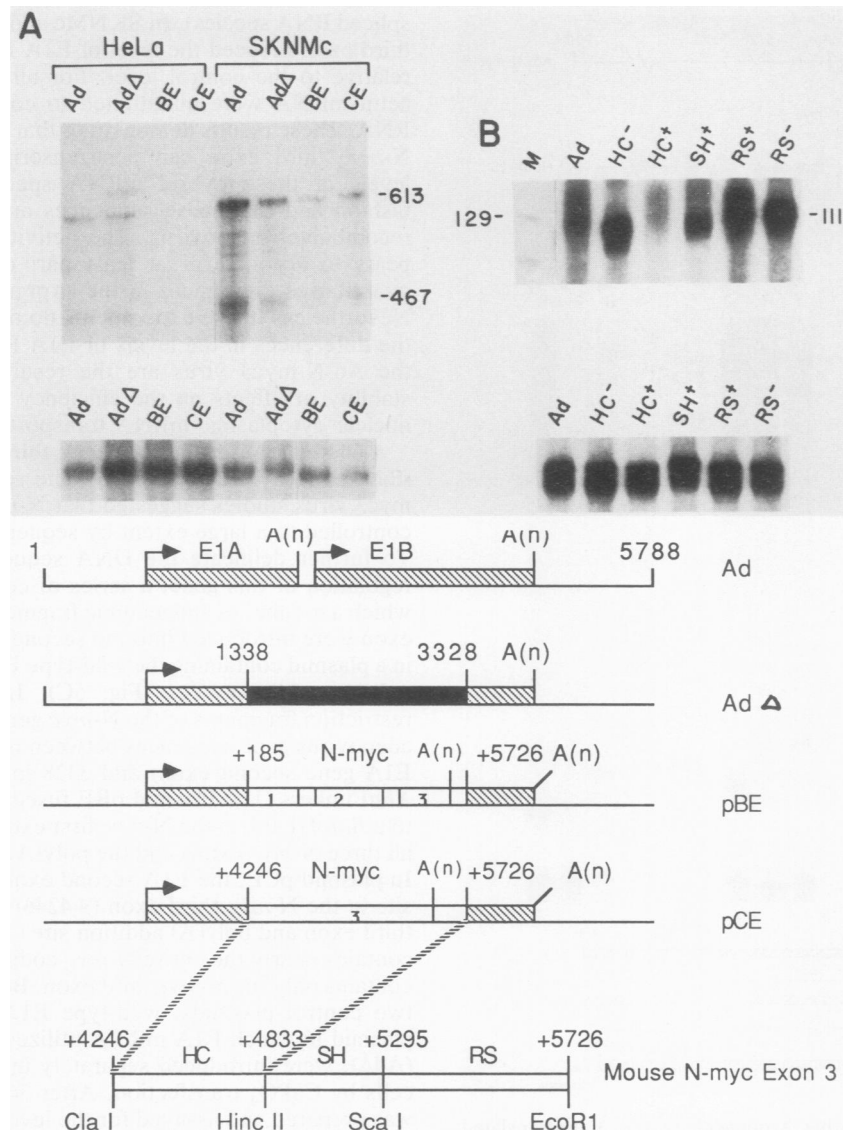 A
HeLa SKNMc
Ad AdΔ BE CE Ad AdΔ BE CE
-613
-467
Ad AdΔ BE CE Ad AdΔ BE CE
B
M Ad HC⁻ HC⁺ SH⁺ RS⁺ RS⁻
129- -111
Ad HC⁻ HC⁺ SH⁺ RS⁺ RS⁻
1 E1A A(n) E1B A(n) 5788 Ad
1338 3328 A(n)
1 Ad Δ
+185 N-myc A(n) +5726 A(n)
1 2 3 pBE
+4246 N-myc A(n) +5726 A(n)
3 pCE
+4246 HC +4833 SH +5295 RS +5726
Mouse N-myc Exon 3
Cla I Hinc II Sca I EcoR1